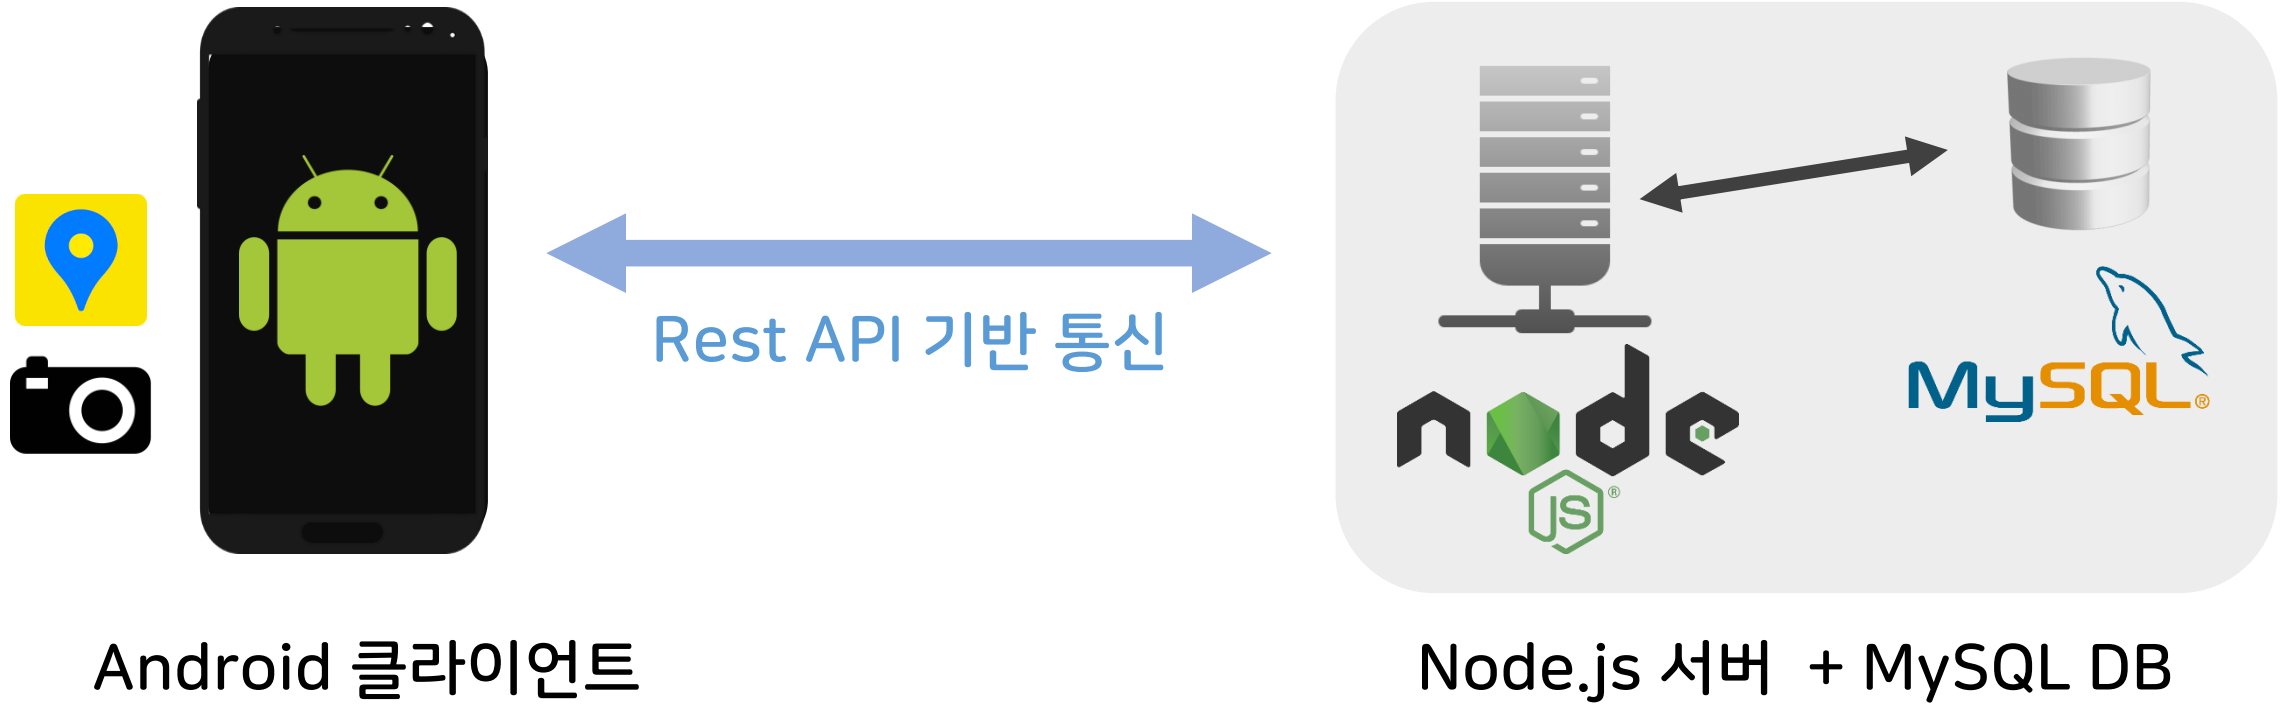 Rest API 기반 통신
node
JS®
MySQL®
Android 클라이언트
Node.js 서버 + MySQL DB